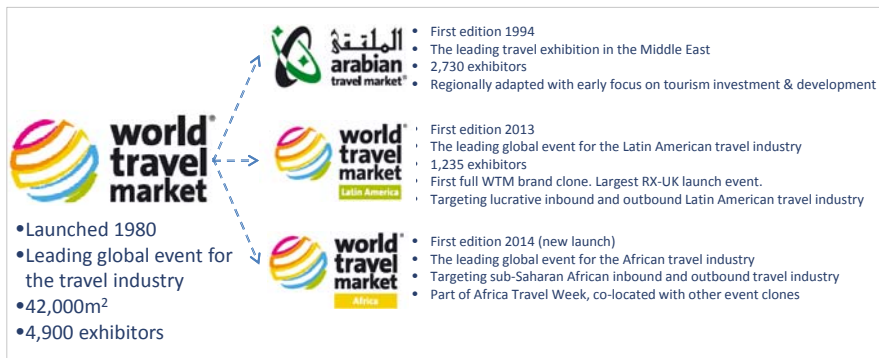 world
travel
market®
•Launched 1980
•Leading global event for
the travel industry
•42,000m²
•4,900 exhibitors
الملتقى
arabian
travel market®
• First edition 1994
• The leading travel exhibition in the Middle East
• 2,730 exhibitors
• Regionally adapted with early focus on tourism investment & development
world
travel
market®
Latin America
• First edition 2013
• The leading global event for the Latin American travel industry
• 1,235 exhibitors
• First full WTM brand clone. Largest RX-UK launch event.
• Targeting lucrative inbound and outbound Latin American travel industry
world
travel
market®
Africa
• First edition 2014 (new launch)
• The leading global event for the African travel industry
• Targeting sub-Saharan African inbound and outbound travel industry
• Part of Africa Travel Week, co-located with other event clones